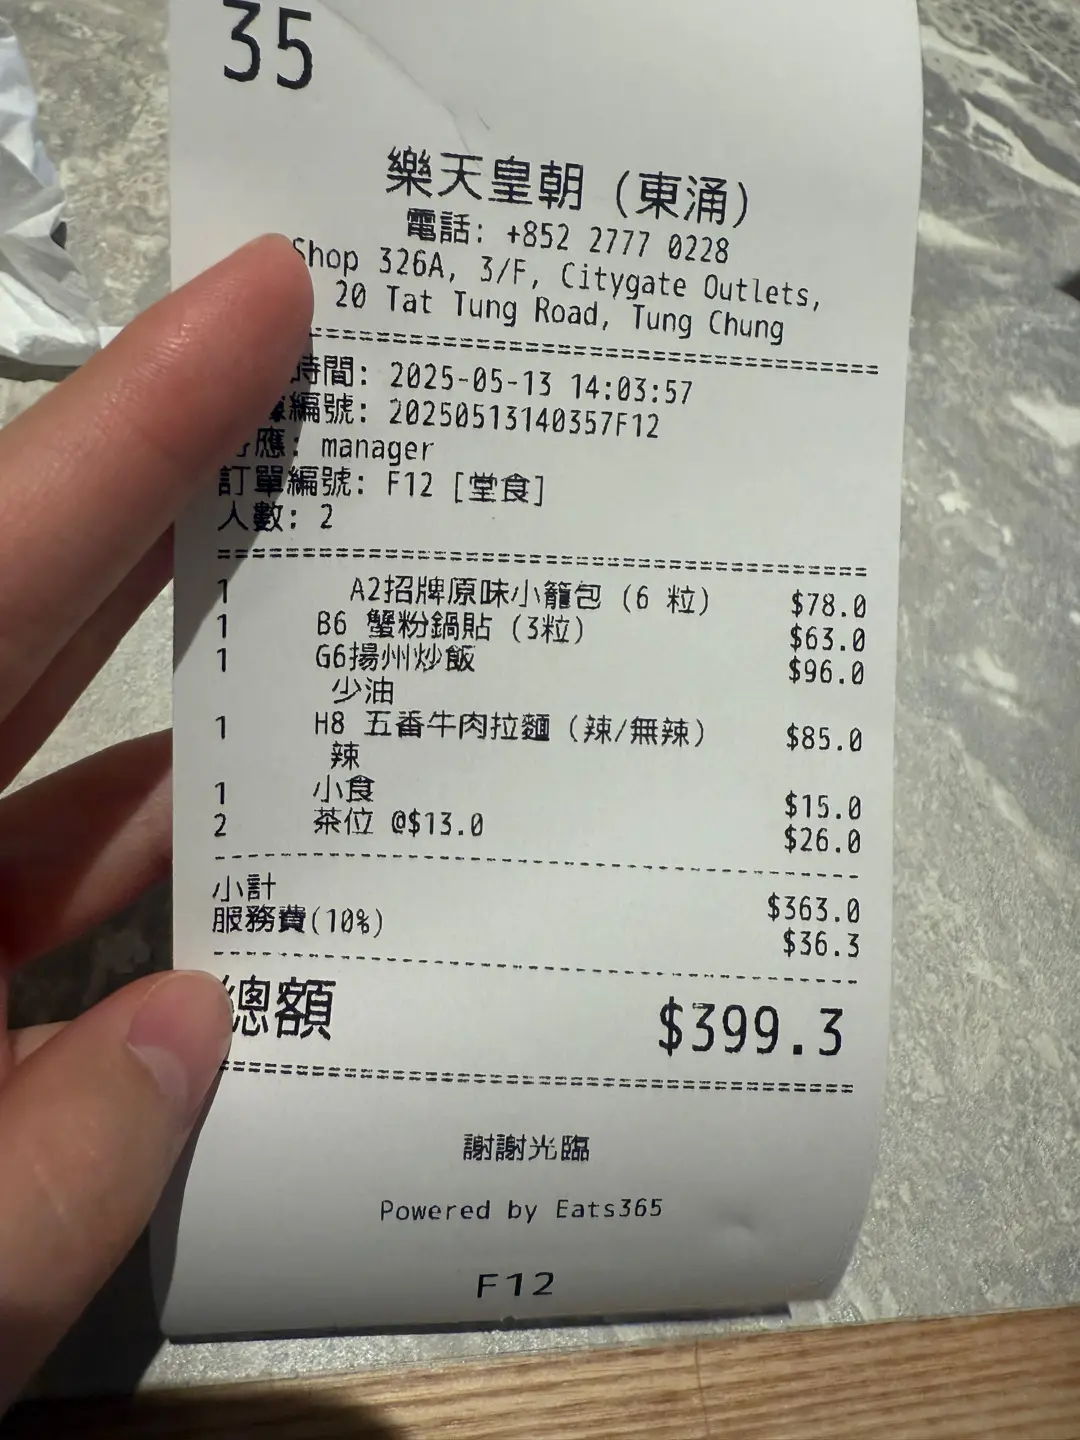 35
樂天皇朝 (東涌)
電話: +852 2777 0228
Shop 326A, 3/F, Citygate Outlets,
20 Tat Tung Road, Tung Chung
時間: 2025-05-13 14:03:57
編號: 20250513140357F12
應: manager
訂單編號: F12 [堂食]
人數: 2
1 A2招牌原味小籠包 (6 粒) $78.0
1 B6 蟹粉鍋貼 (3粒) $63.0
1 G6揚州炒飯 $96.0
少油
1 H8 五番牛肉拉麵 (辣/無辣) $85.0
辣
1 小食 $15.0
2 茶位 @$13.0 $26.0
小計 $363.0
服務費(10%) $36.3
總額 $399.3
謝謝光臨
Powered by Eats365
F12